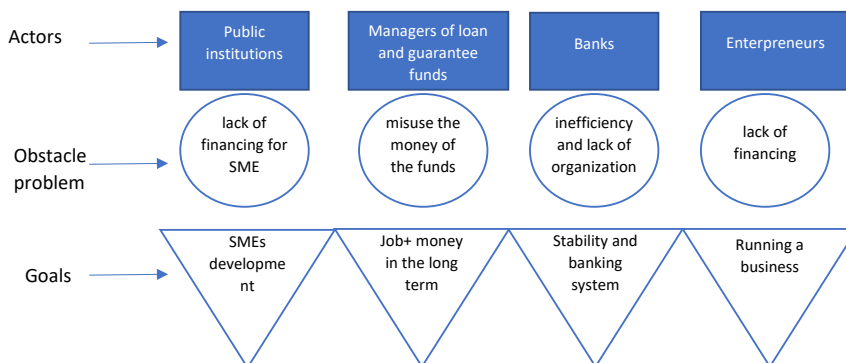 Actors
Public
institutions
Managers of loan
and guarantee
funds
Banks
Enterpreneurs
Obstacle
problem
lack of
financing for
SME
misuse the
money of
the funds
inefficiency
and lack of
organization
lack of
financing
Goals
SMEs
developme
nt
Job+ money
in the long
term
Stability and
banking
system
Running a
business